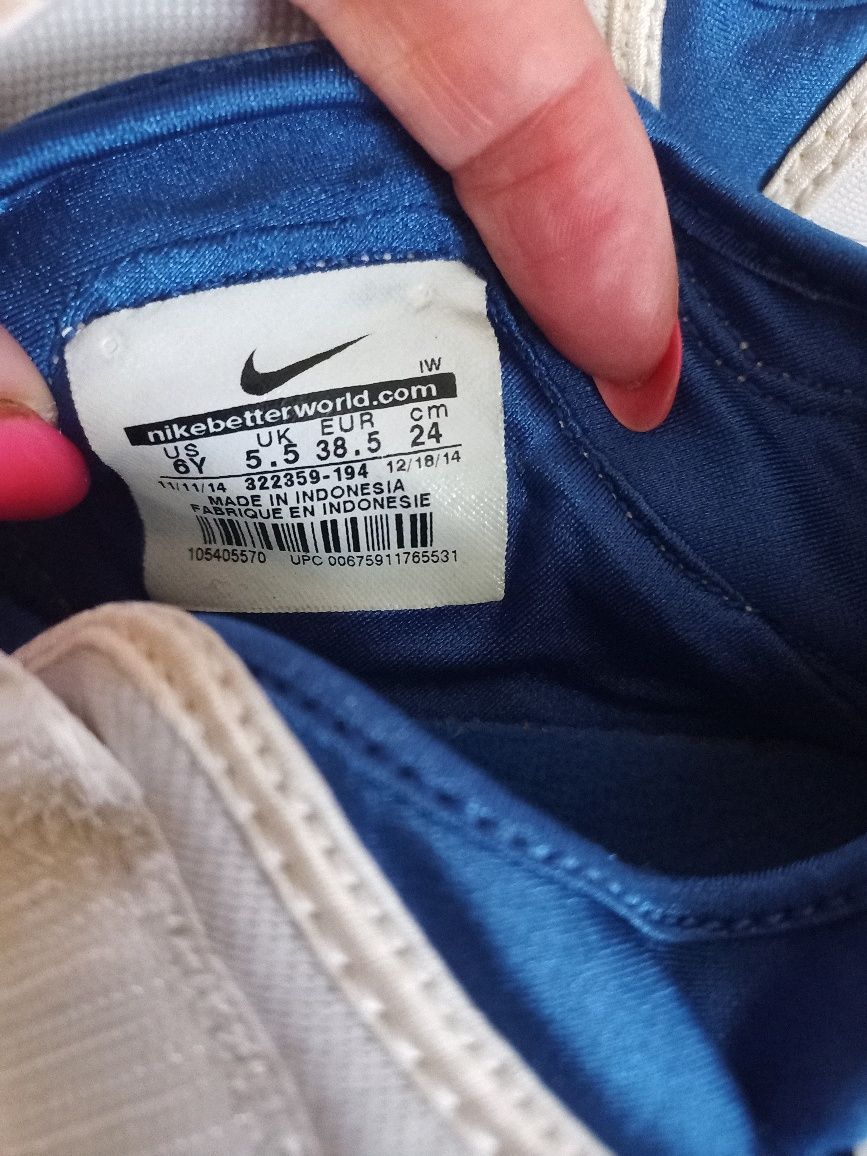 IW
nikebetterworld.com
US UK EUR cm
6Y 5.5 38.5 24
11/11/14 322359-194 12/18/14
MADE IN INDONESIA
FABRIQUE EN INDONESIE
105405570 UPC 00675911765531